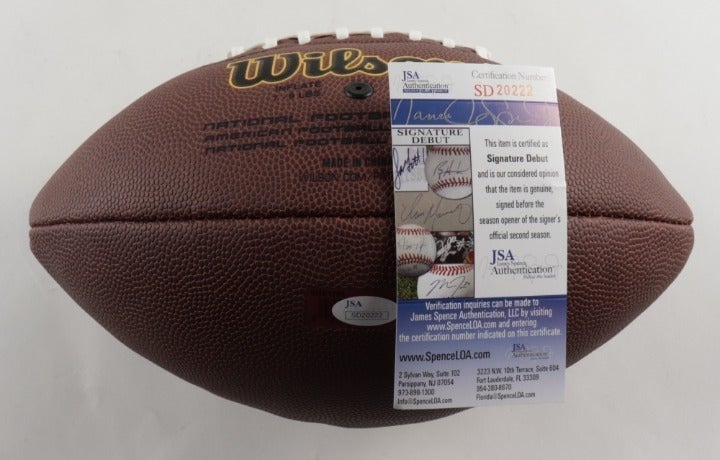 Wilson
INFLATE
NATIONAL FOOTB
AMERICAN FOOTBALL
NATIONAL FOOTBALL
MADE IN CHINA
WILSON.COM
JSA
SD20222
JSA
James Spence
Authentication
Certification Number
SD 20222
SIGNATURE
DEBUT
This item is certified as
Signature Debut
and is our considered opinion
that the item is genuine,
signed before the
season opener of the signer's
official second season.
JSA
James Spence
Authentication
Verification inquiries can be made to
James Spence Authentication, LLC by visiting
www.SpenceLOA.com and entering
the certification number indicated on this certificate.
www.SpenceLOA.com
JSA
Authentication
2 Sylvan Way, Suite 102
Parsippany, NJ 07054
973-898-1300
Info@SpenceLOA.com
3223 N.W. 10th Terrace, Suite 604
Fort Lauderdale, FL 33309
Florida@SpenceLOA.com